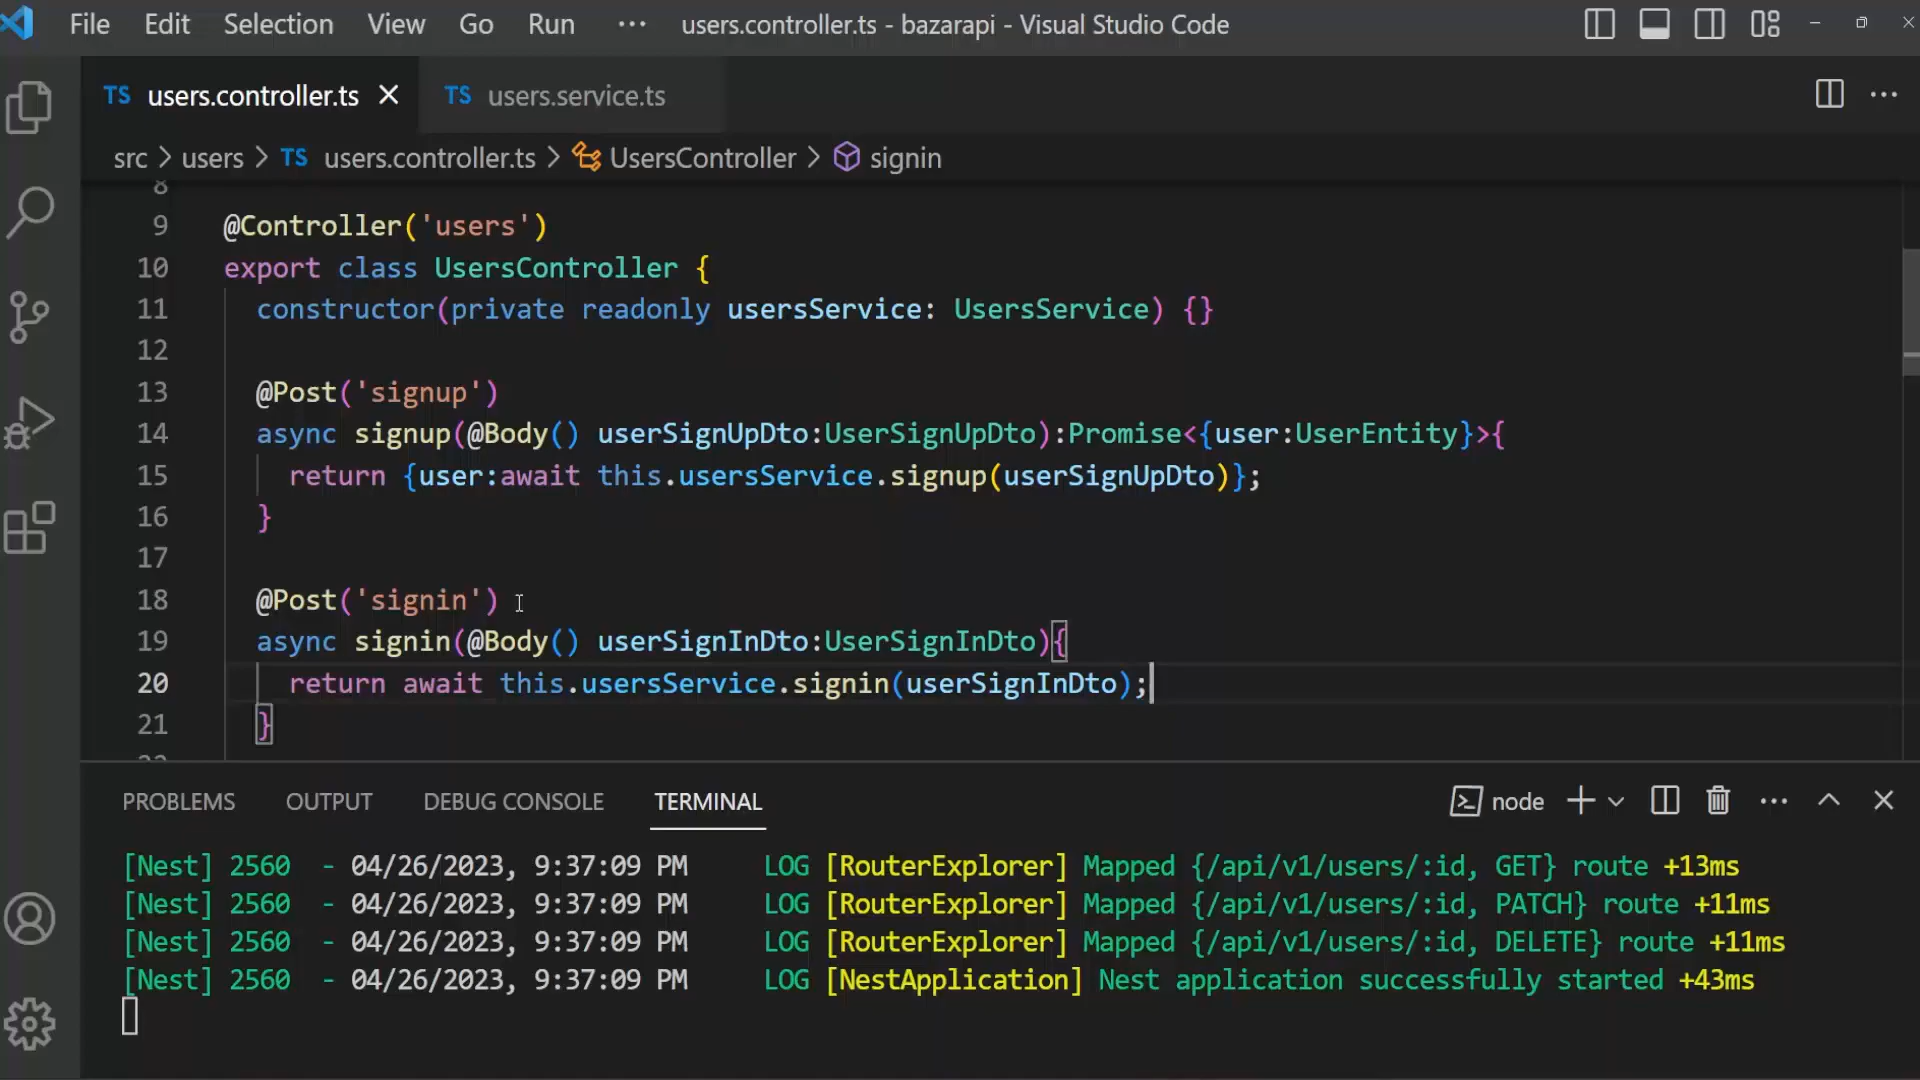 File Edit Selection View Go Run ··· users.controller.ts - bazarapi - Visual Studio Code
TS users.controller.ts TS users.service.ts
src > users > TS users.controller.ts > UsersController > signin
8
9 @Controller('users')
10 export class UsersController {
11 constructor(private readonly usersService: UsersService) {}
12
13 @Post('signup')
14 async signup(@Body() userSignUpDto:UserSignUpDto):Promise<{user:UserEntity}>{
15 return {user:await this.usersService.signup(userSignUpDto)};
16 }
17
18 @Post('signin')
19 async signin(@Body() userSignInDto:UserSignInDto){
20 return await this.usersService.signin(userSignInDto);
21 }
22
PROBLEMS OUTPUT DEBUG CONSOLE TERMINAL node
[Nest] 2560 - 04/26/2023, 9:37:09 PM LOG [RouterExplorer] Mapped {/api/v1/users/:id, GET} route +13ms
[Nest] 2560 - 04/26/2023, 9:37:09 PM LOG [RouterExplorer] Mapped {/api/v1/users/:id, PATCH} route +11ms
[Nest] 2560 - 04/26/2023, 9:37:09 PM LOG [RouterExplorer] Mapped {/api/v1/users/:id, DELETE} route +11ms
[Nest] 2560 - 04/26/2023, 9:37:09 PM LOG [NestApplication] Nest application successfully started +43ms